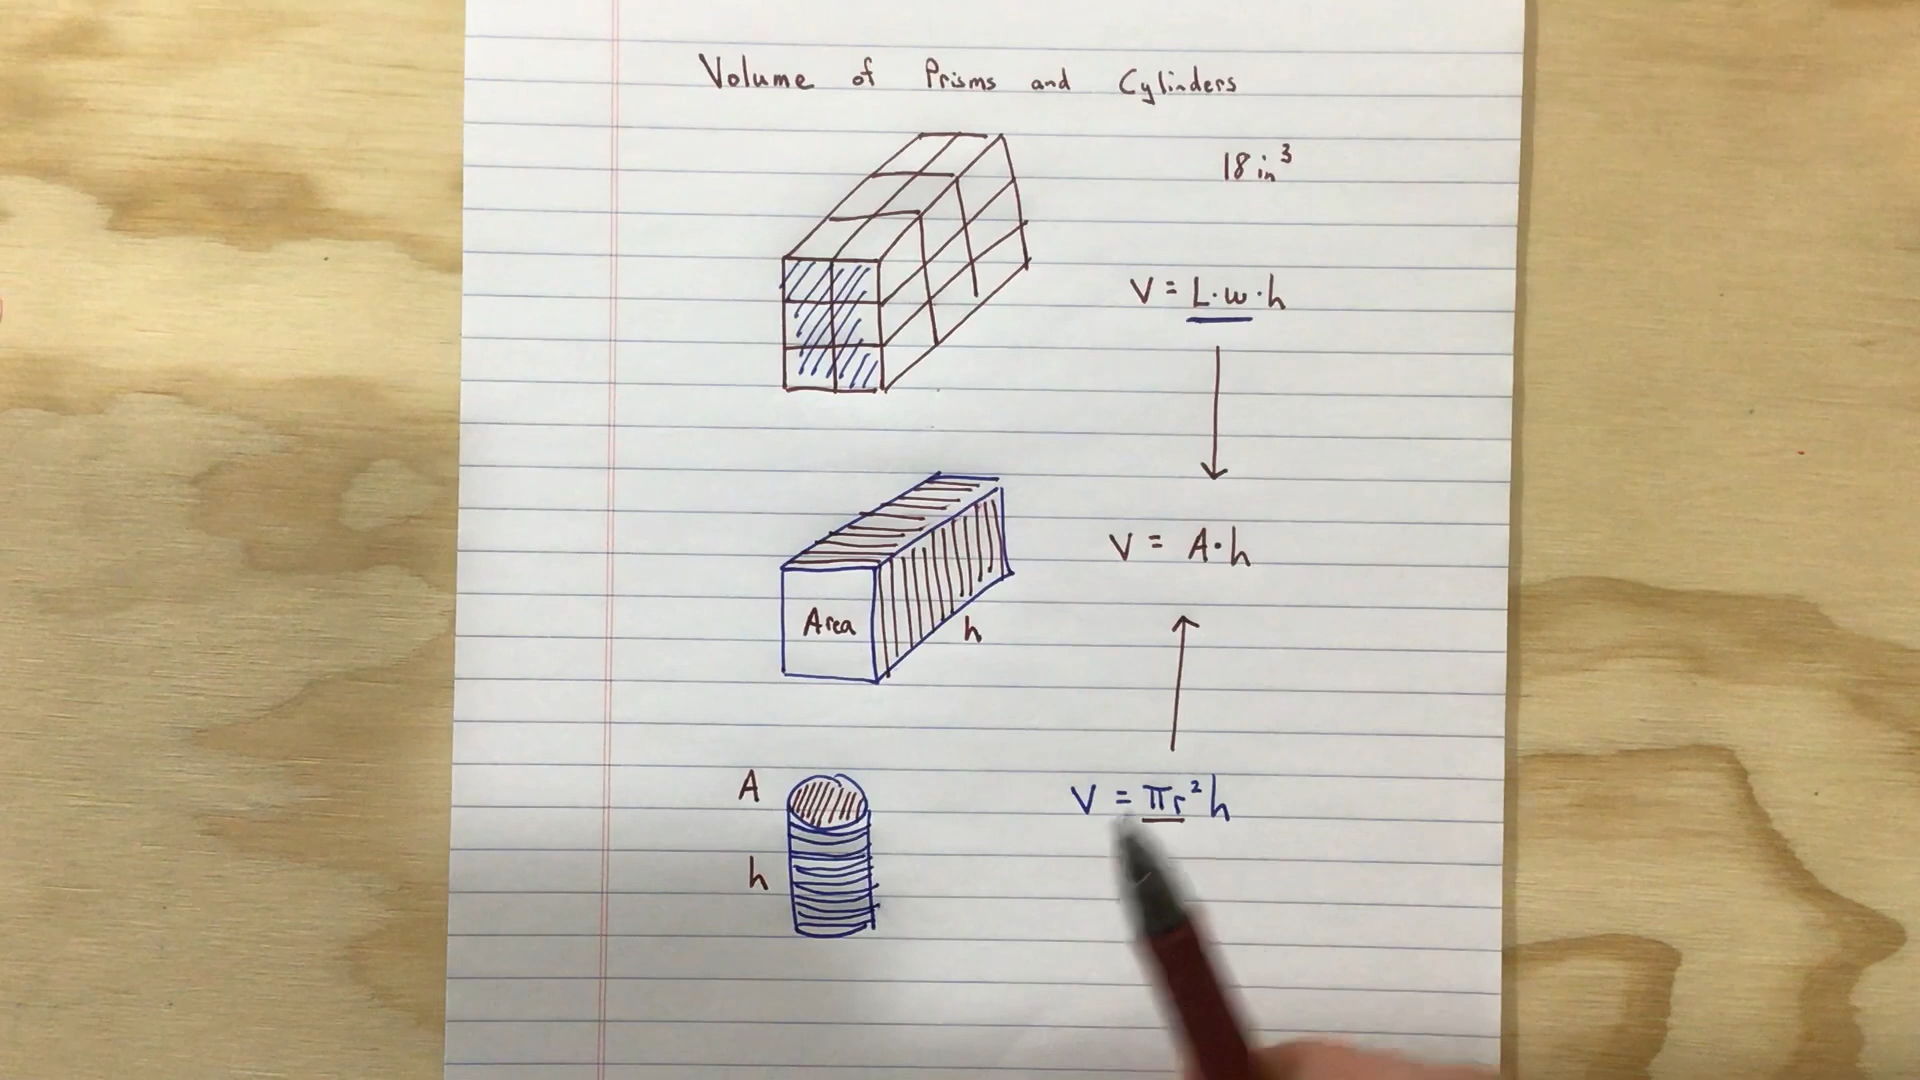 Volume of Prisms and Cylinders
18 in³
V = L·w·h
V = A·h
Area
h
A
V = πr²h
h